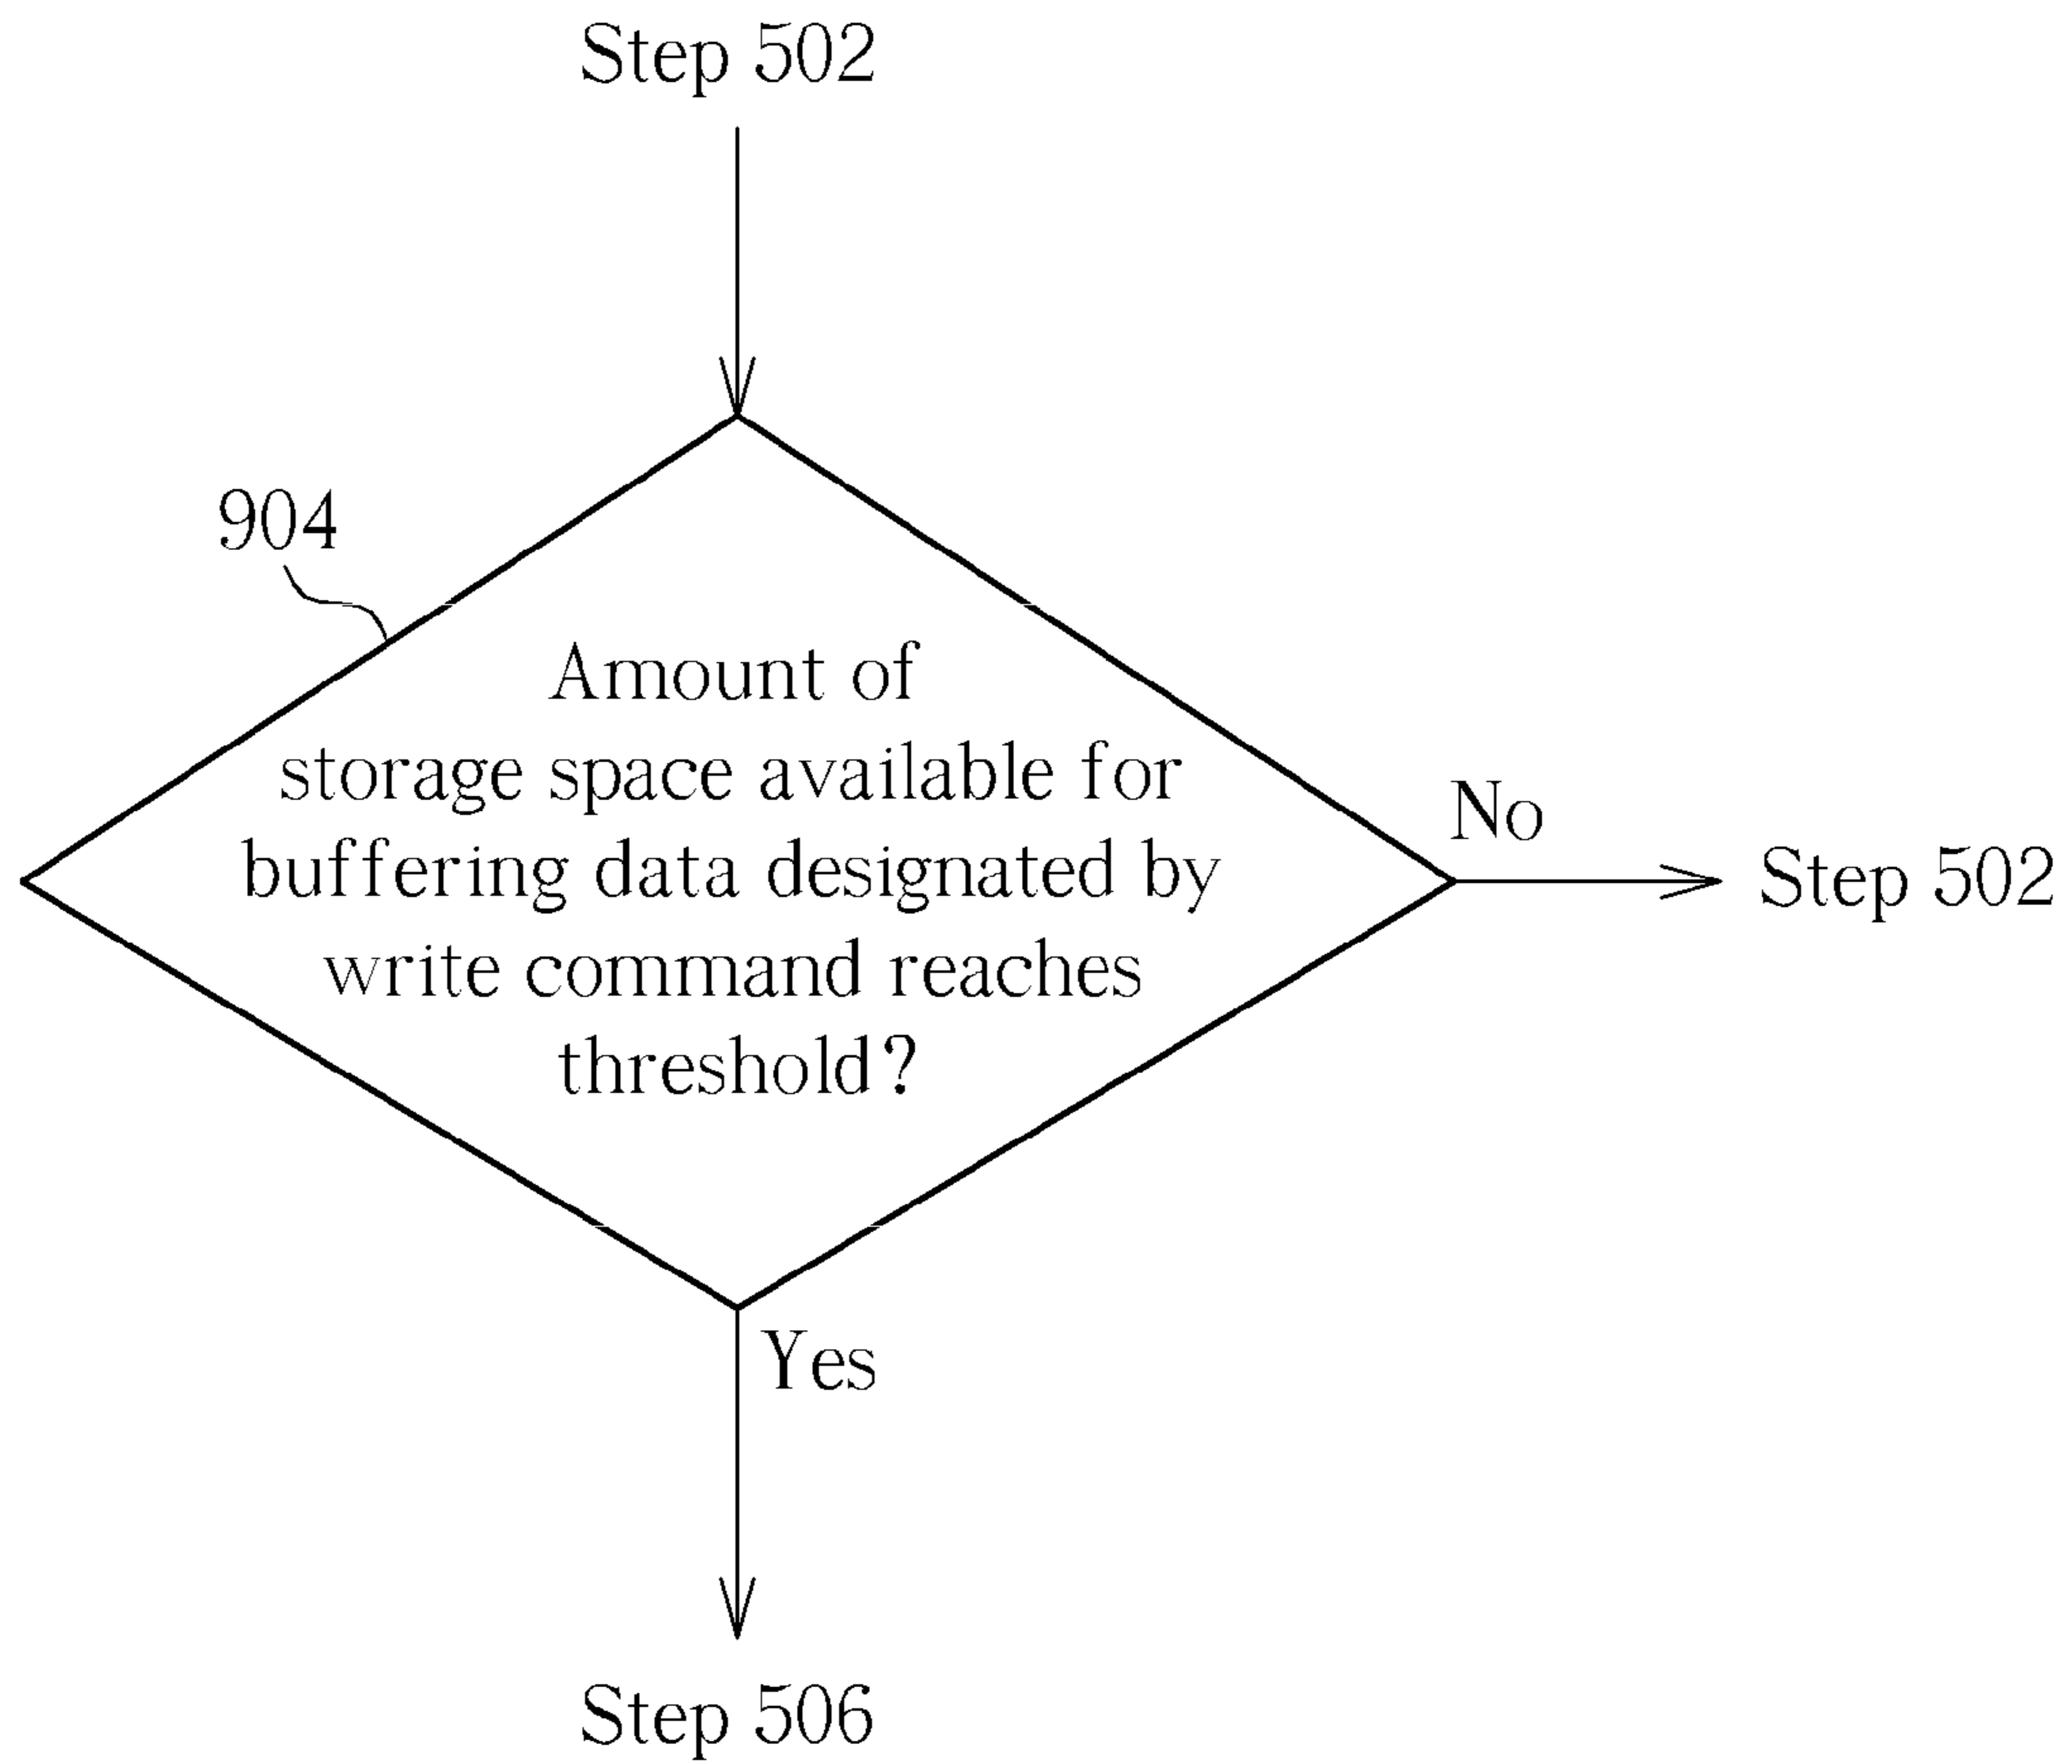 Step 502
904
Amount of
storage space available for
buffering data designated by
write command reaches
threshold?
No
Step 502
Yes
Step 506